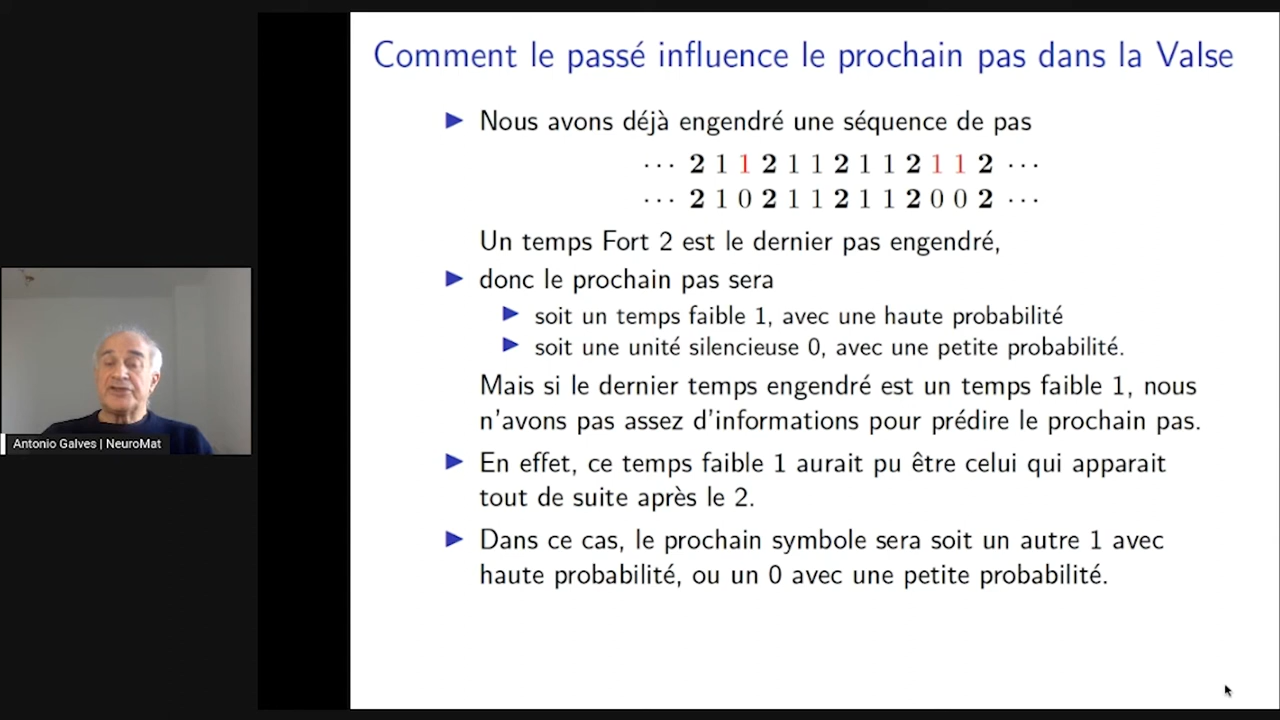 Comment le passé influence le prochain pas dans la Valse
▶ Nous avons déjà engendré une séquence de pas
··· 2 1 1 2 1 1 2 1 1 2 1 1 2 ···
··· 2 1 0 2 1 1 2 1 1 2 0 0 2 ···
Un temps Fort 2 est le dernier pas engendré,
▶ donc le prochain pas sera
▶ soit un temps faible 1, avec une haute probabilité
▶ soit une unité silencieuse 0, avec une petite probabilité.
Mais si le dernier temps engendré est un temps faible 1, nous
n'avons pas assez d'informations pour prédire le prochain pas.
▶ En effet, ce temps faible 1 aurait pu être celui qui apparait
tout de suite après le 2.
▶ Dans ce cas, le prochain symbole sera soit un autre 1 avec
haute probabilité, ou un 0 avec une petite probabilité.
Antonio Galves | NeuroMat